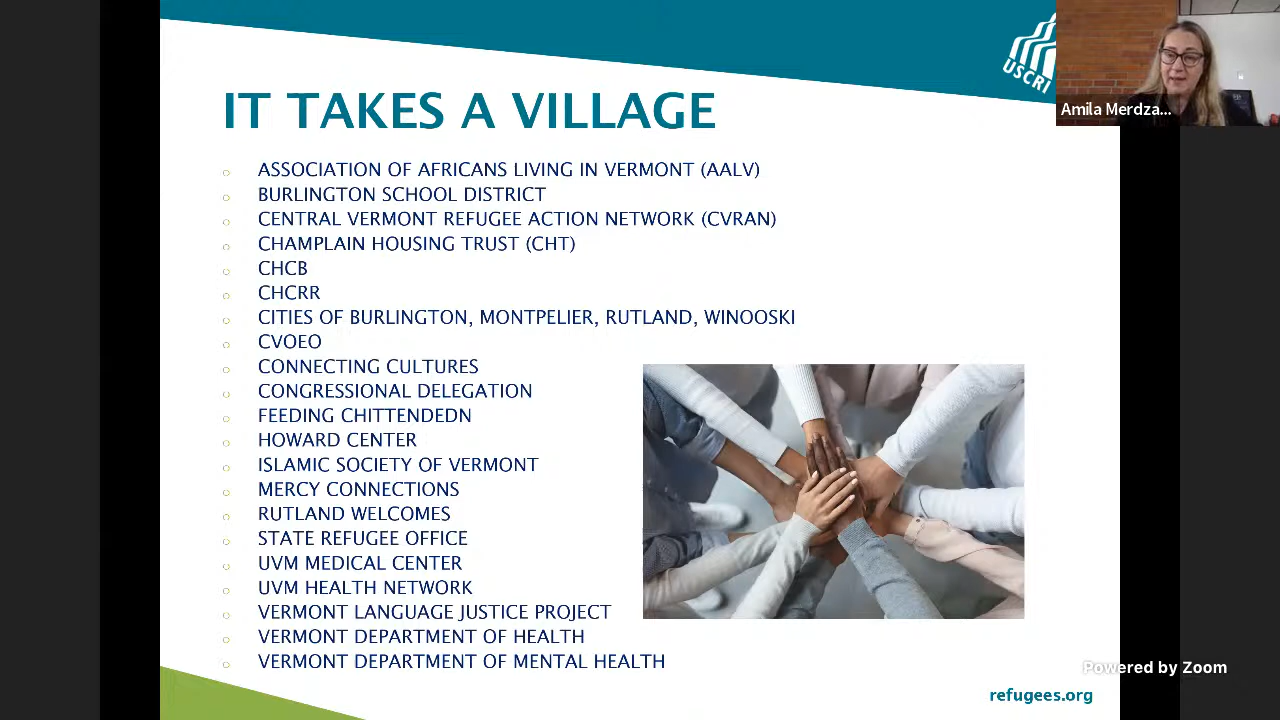 USCRI
Amila Merdza...
IT TAKES A VILLAGE
ASSOCIATION OF AFRICANS LIVING IN VERMONT (AALV)
BURLINGTON SCHOOL DISTRICT
CENTRAL VERMONT REFUGEE ACTION NETWORK (CVRAN)
CHAMPLAIN HOUSING TRUST (CHT)
CHCB
CHCRR
CITIES OF BURLINGTON, MONTPELIER, RUTLAND, WINOOSKI
CVOEO
CONNECTING CULTURES
CONGRESSIONAL DELEGATION
FEEDING CHITTENDEDN
HOWARD CENTER
ISLAMIC SOCIETY OF VERMONT
MERCY CONNECTIONS
RUTLAND WELCOMES
STATE REFUGEE OFFICE
UVM MEDICAL CENTER
UVM HEALTH NETWORK
VERMONT LANGUAGE JUSTICE PROJECT
VERMONT DEPARTMENT OF HEALTH
VERMONT DEPARTMENT OF MENTAL HEALTH
Powered by Zoom
refugees.org